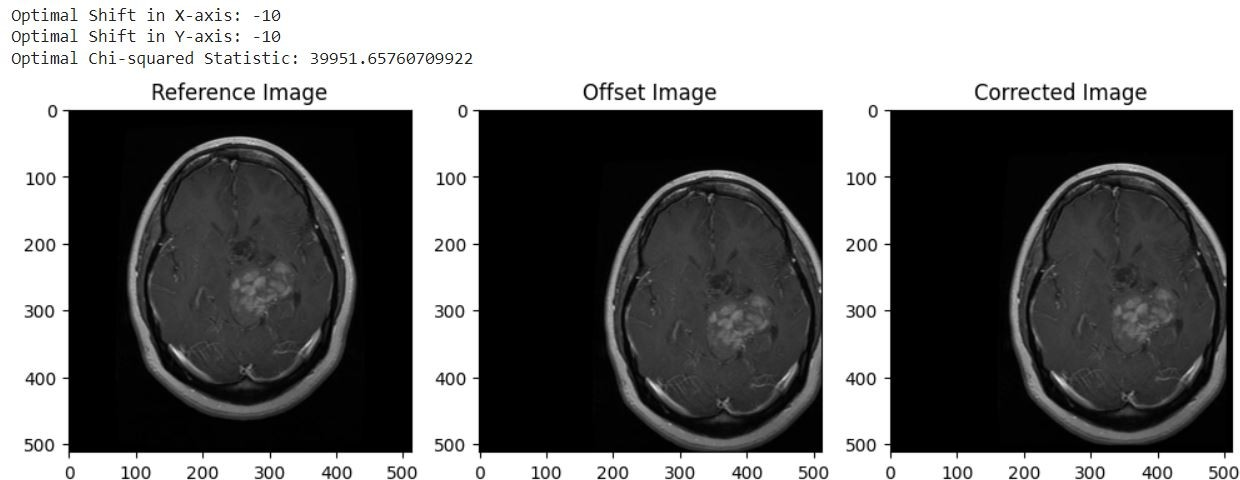 Optimal Shift in X-axis: -10
Optimal Shift in Y-axis: -10
Optimal Chi-squared Statistic: 39951.65760709922
Reference Image
0
100
200
300
400
500
0 100 200 300 400 500
Offset Image
0
100
200
300
400
500
0 100 200 300 400 500
Corrected Image
0
100
200
300
400
500
0 100 200 300 400 500